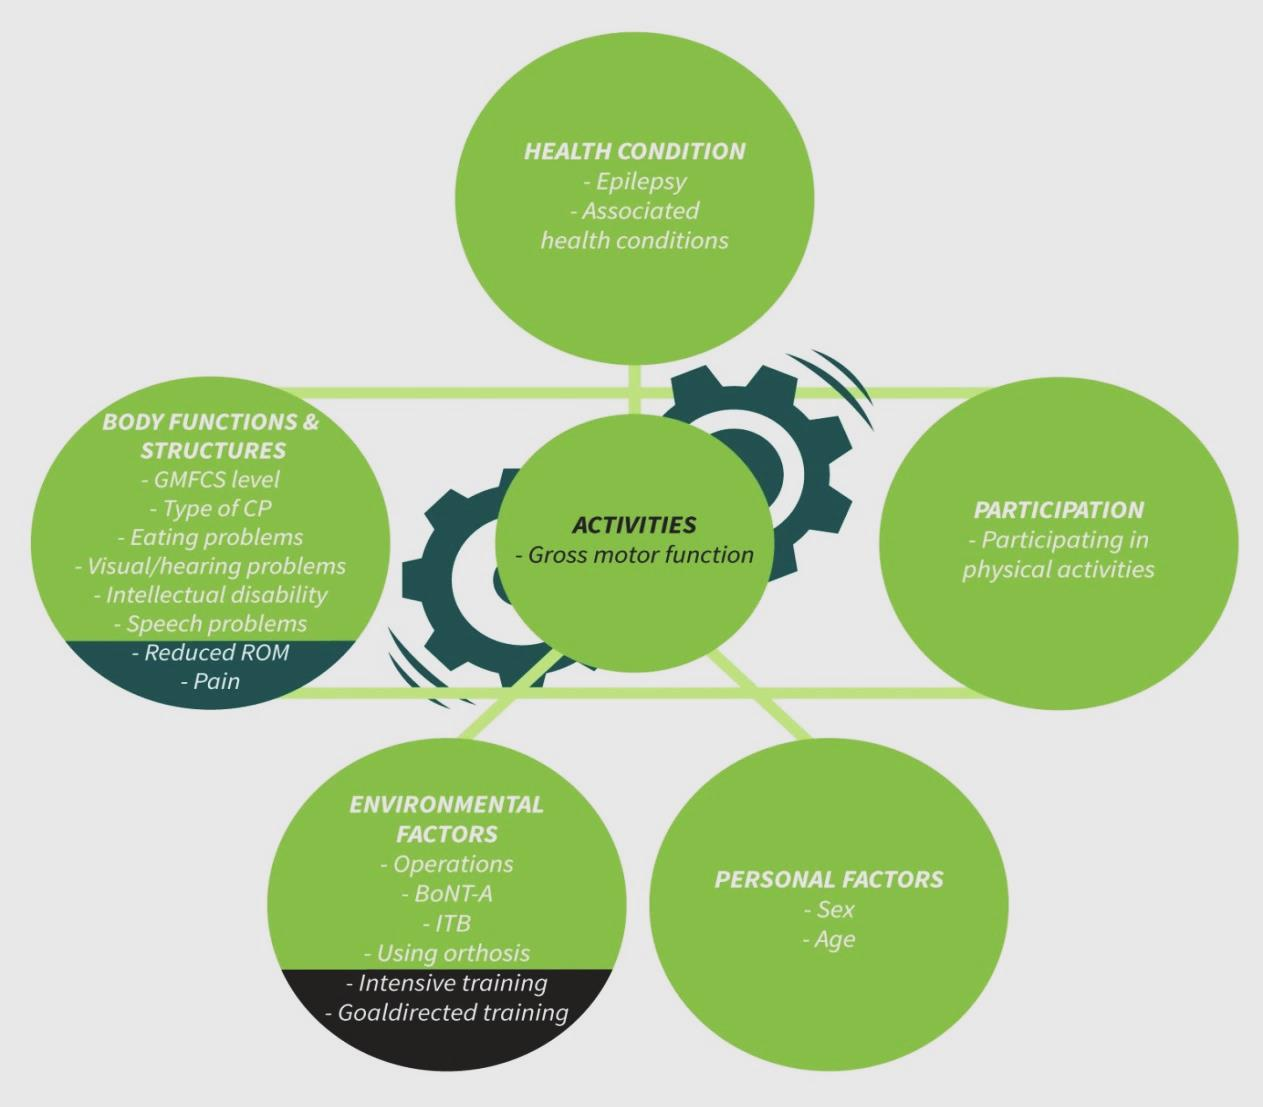 HEALTH CONDITION
- Epilepsy
- Associated
health conditions
BODY FUNCTIONS &
STRUCTURES
- GMFCS level
- Type of CP
- Eating problems
- Visual/hearing problems
- Intellectual disability
- Speech problems
- Reduced ROM
- Pain
ACTIVITIES
- Gross motor function
PARTICIPATION
- Participating in
physical activities
ENVIRONMENTAL
FACTORS
- Operations
- BoNT-A
- ITB
- Using orthosis
- Intensive training
- Goaldirected training
PERSONAL FACTORS
- Sex
- Age